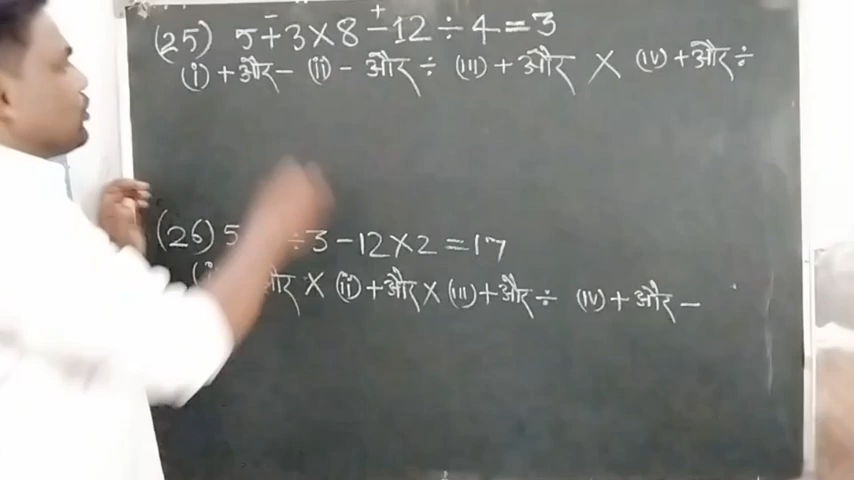 − +
(25) 5+3×8−12÷4=3
(i) +और− (ii) − और÷ (iii) +और × (iv) +और÷
(26) 5 ÷3−12×2=17
और× (ii) +और× (iii) +और÷ (iv) +और −